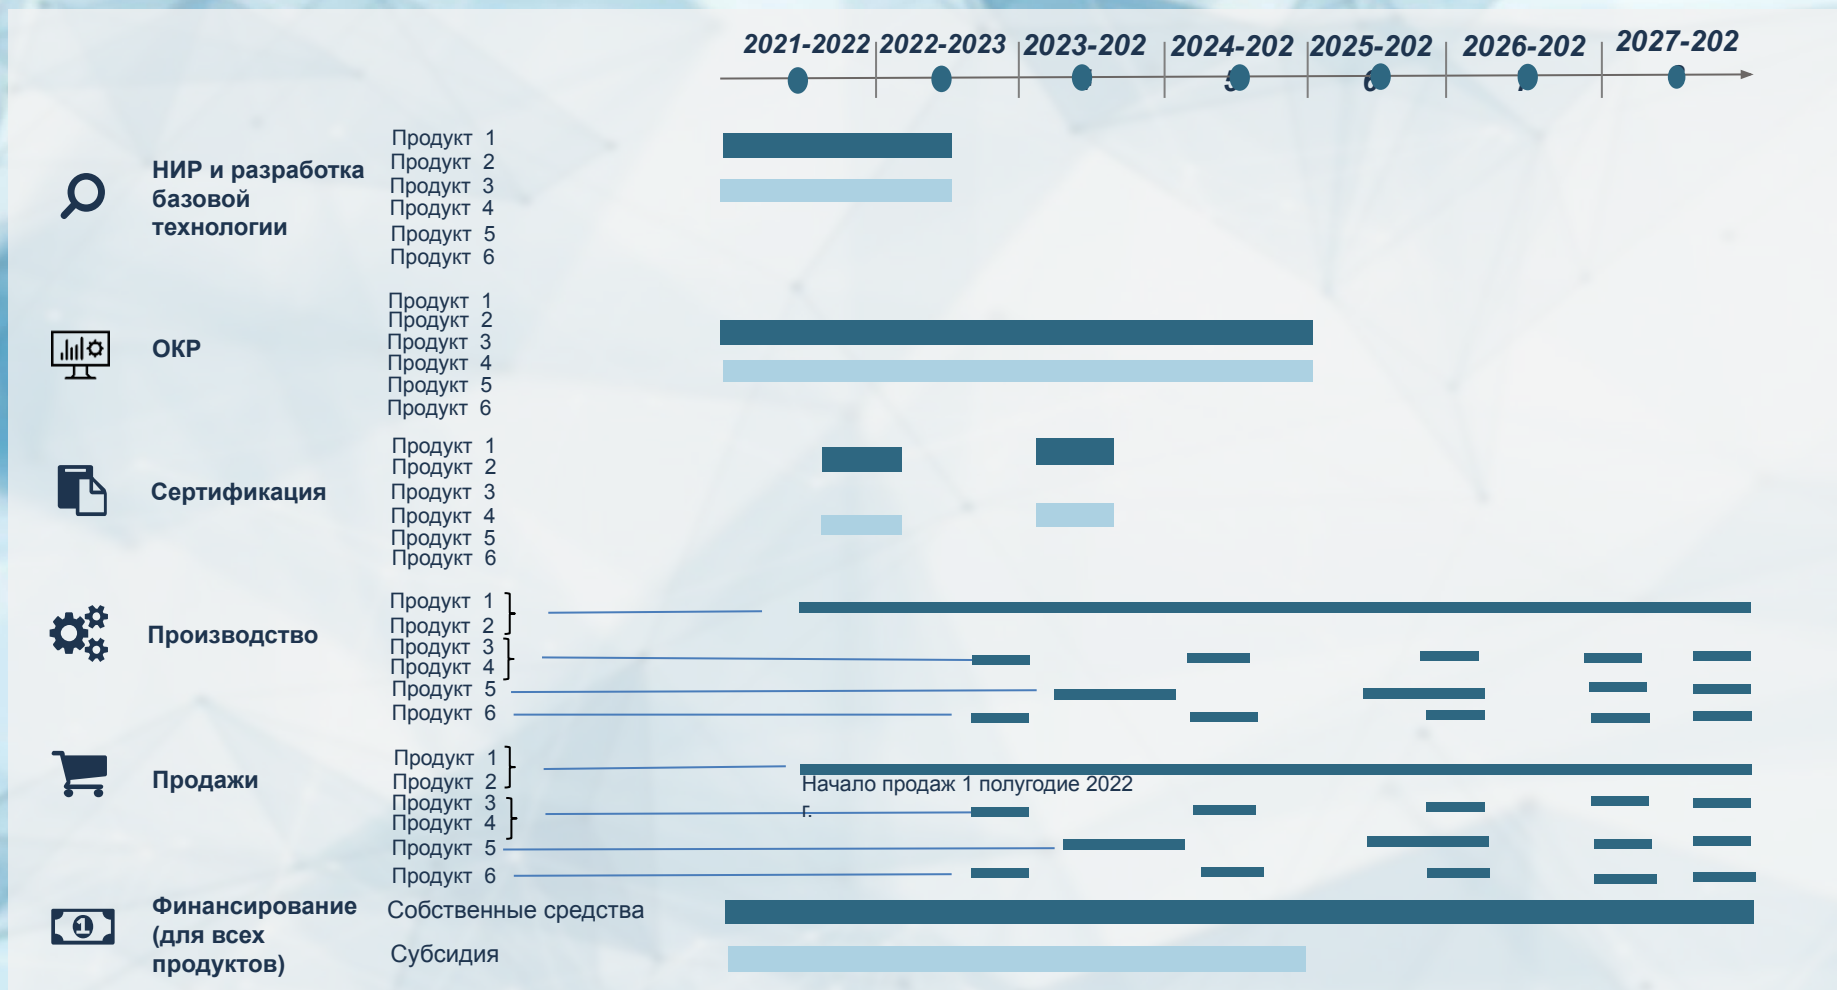 2021-2022 2022-2023 2023-202 2024-202 2025-202 2026-202 2027-202
5 6 7
НИР и разработка
базовой
технологии
Продукт 1
Продукт 2
Продукт 3
Продукт 4
Продукт 5
Продукт 6
ОКР
Продукт 1
Продукт 2
Продукт 3
Продукт 4
Продукт 5
Продукт 6
Сертификация
Продукт 1
Продукт 2
Продукт 3
Продукт 4
Продукт 5
Продукт 6
Производство
Продукт 1
Продукт 2
Продукт 3
Продукт 4
Продукт 5
Продукт 6
Продажи
Продукт 1
Продукт 2
Продукт 3
Продукт 4
Продукт 5
Продукт 6
Начало продаж 1 полугодие 2022
г.
Финансирование
(для всех
продуктов)
1
Собственные средства
Субсидия